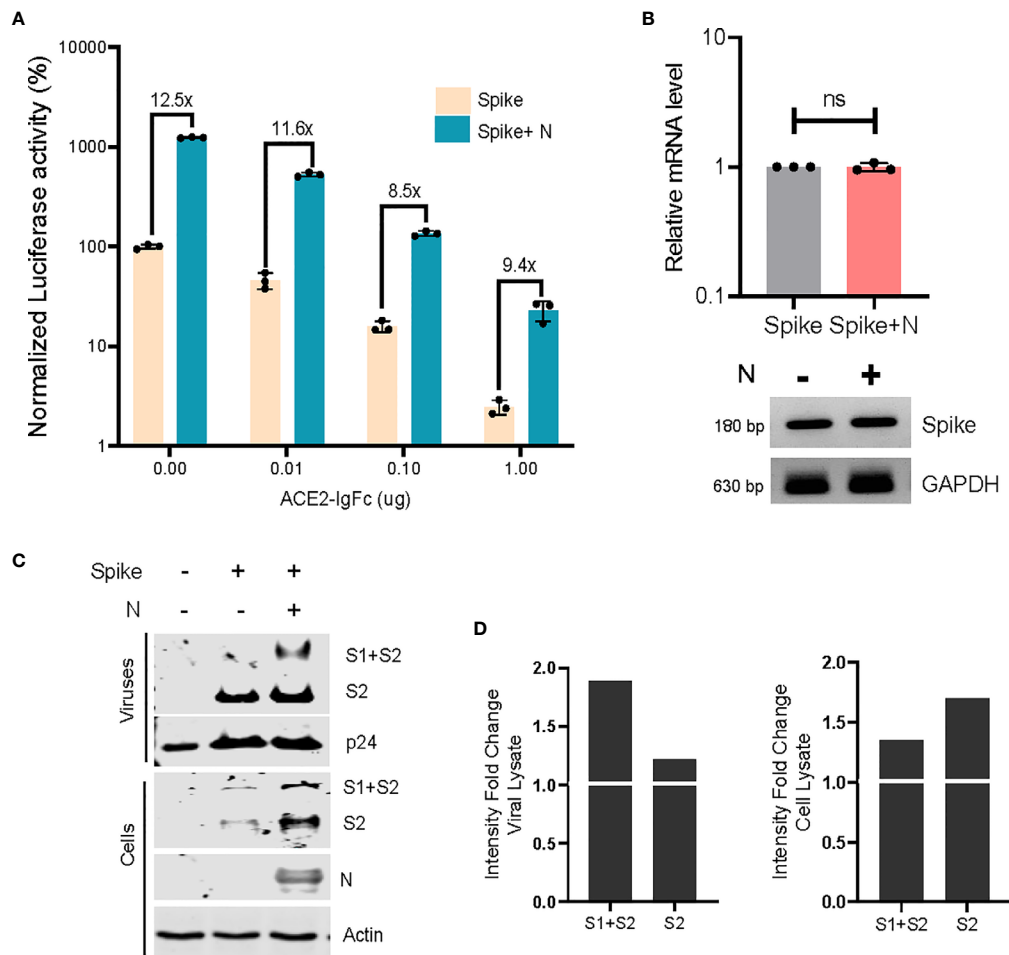 A
Normalized Luciferase activity (%)
10000
1000
100
10
1
12.5x
11.6x
8.5x
9.4x
Spike
Spike+ N
0.00
0.01
0.10
1.00
ACE2-IgFc (ug)
B
Relative mRNA level
10
1
0.1
ns
Spike
Spike+N
N
-
+
180 bp
Spike
630 bp
GAPDH
C
Spike - + +
N - - +
Viruses
S1+S2
S2
p24
Cells
S1+S2
S2
N
Actin
D
Intensity Fold Change
Viral Lysate
2.0
1.5
1.0
0.5
0.0
S1+S2
S2
Intensity Fold Change
Cell Lysate
2.0
1.5
1.0
1.5
0.0
S1+S2
S2